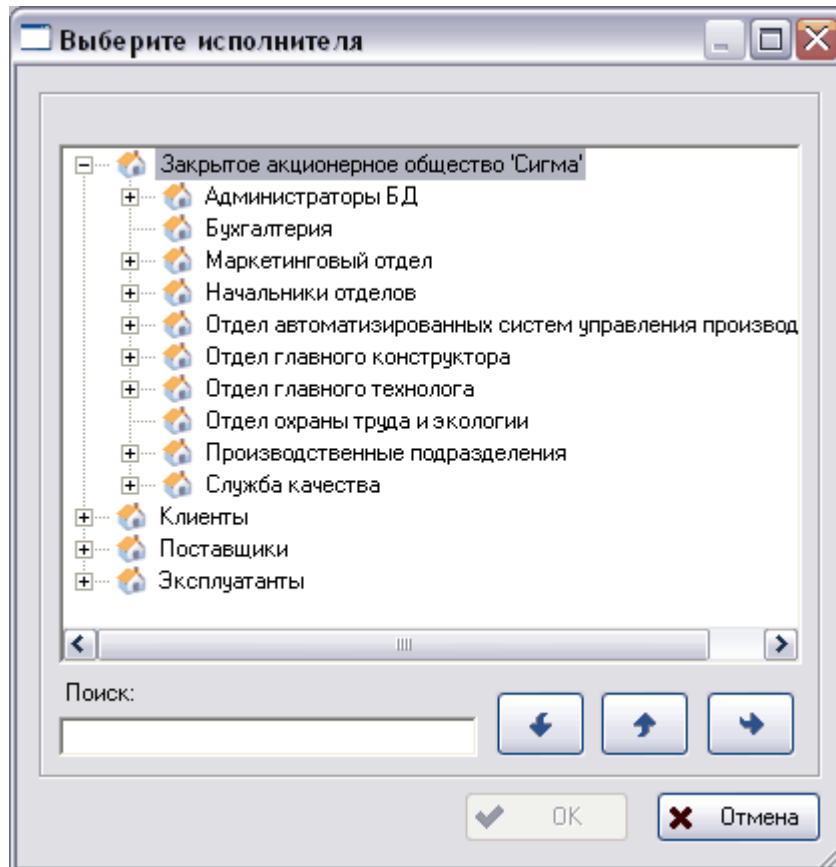 Выберите исполнителя
Закрытое акционерное общество 'Сигма'
Администраторы БД
Бухгалтерия
Маркетинговый отдел
Начальники отделов
Отдел автоматизированных систем управления производ
Отдел главного конструктора
Отдел главного технолога
Отдел охраны труда и экологии
Производственные подразделения
Служба качества
Клиенты
Поставщики
Эксплуатанты
Поиск:
OK
Отмена